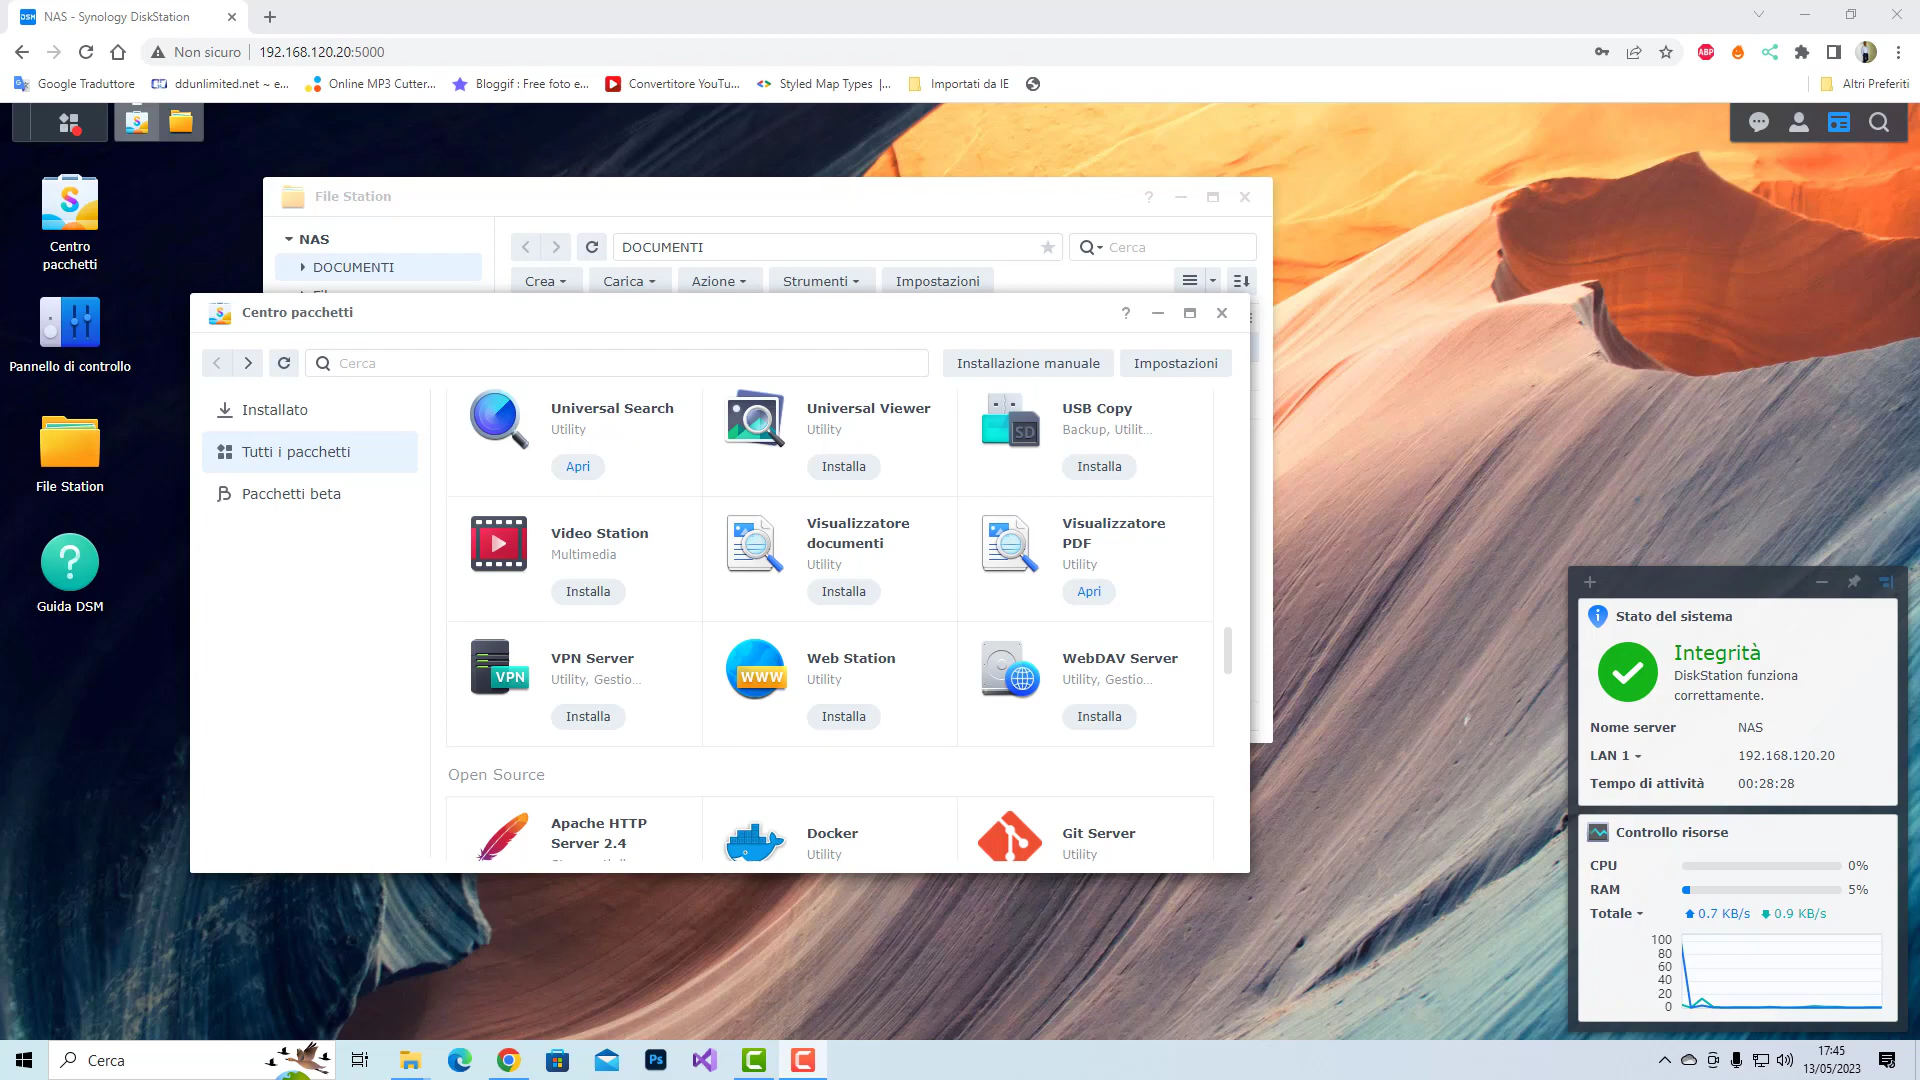 NAS - Synology DiskStation
Non sicuro
192.168.120.20:5000
Google Traduttore
ddunlimited.net ~ e...
Online MP3 Cutter...
Bloggif : Free foto e...
Convertitore YouTu...
Styled Map Types |...
Importati da IE
Altri Preferiti
Centro
pacchetti
Pannello di controllo
File Station
Guida DSM
File Station
NAS
DOCUMENTI
DOCUMENTI
Cerca
Crea
Carica
Azione
Strumenti
Impostazioni
Centro pacchetti
Cerca
Installazione manuale
Impostazioni
Installato
Tutti i pacchetti
Pacchetti beta
Universal Search
Utility
Apri
Universal Viewer
Utility
Installa
USB Copy
Backup, Utilit...
Installa
Video Station
Multimedia
Installa
Visualizzatore
documenti
Utility
Installa
Visualizzatore
PDF
Utility
Apri
VPN Server
Utility, Gestio...
Installa
Web Station
Utility
Installa
WebDAV Server
Utility, Gestio...
Installa
Open Source
Apache HTTP
Server 2.4
Docker
Utility
Git Server
Utility
Stato del sistema
Integrità
DiskStation funziona
correttamente.
Nome server NAS
LAN 1 192.168.120.20
Tempo di attività 00:28:28
Controllo risorse
CPU 0%
RAM 5%
Totale 0.7 KB/s 0.9 KB/s
100
80
60
40
20
0
Cerca
17:45
13/05/2023